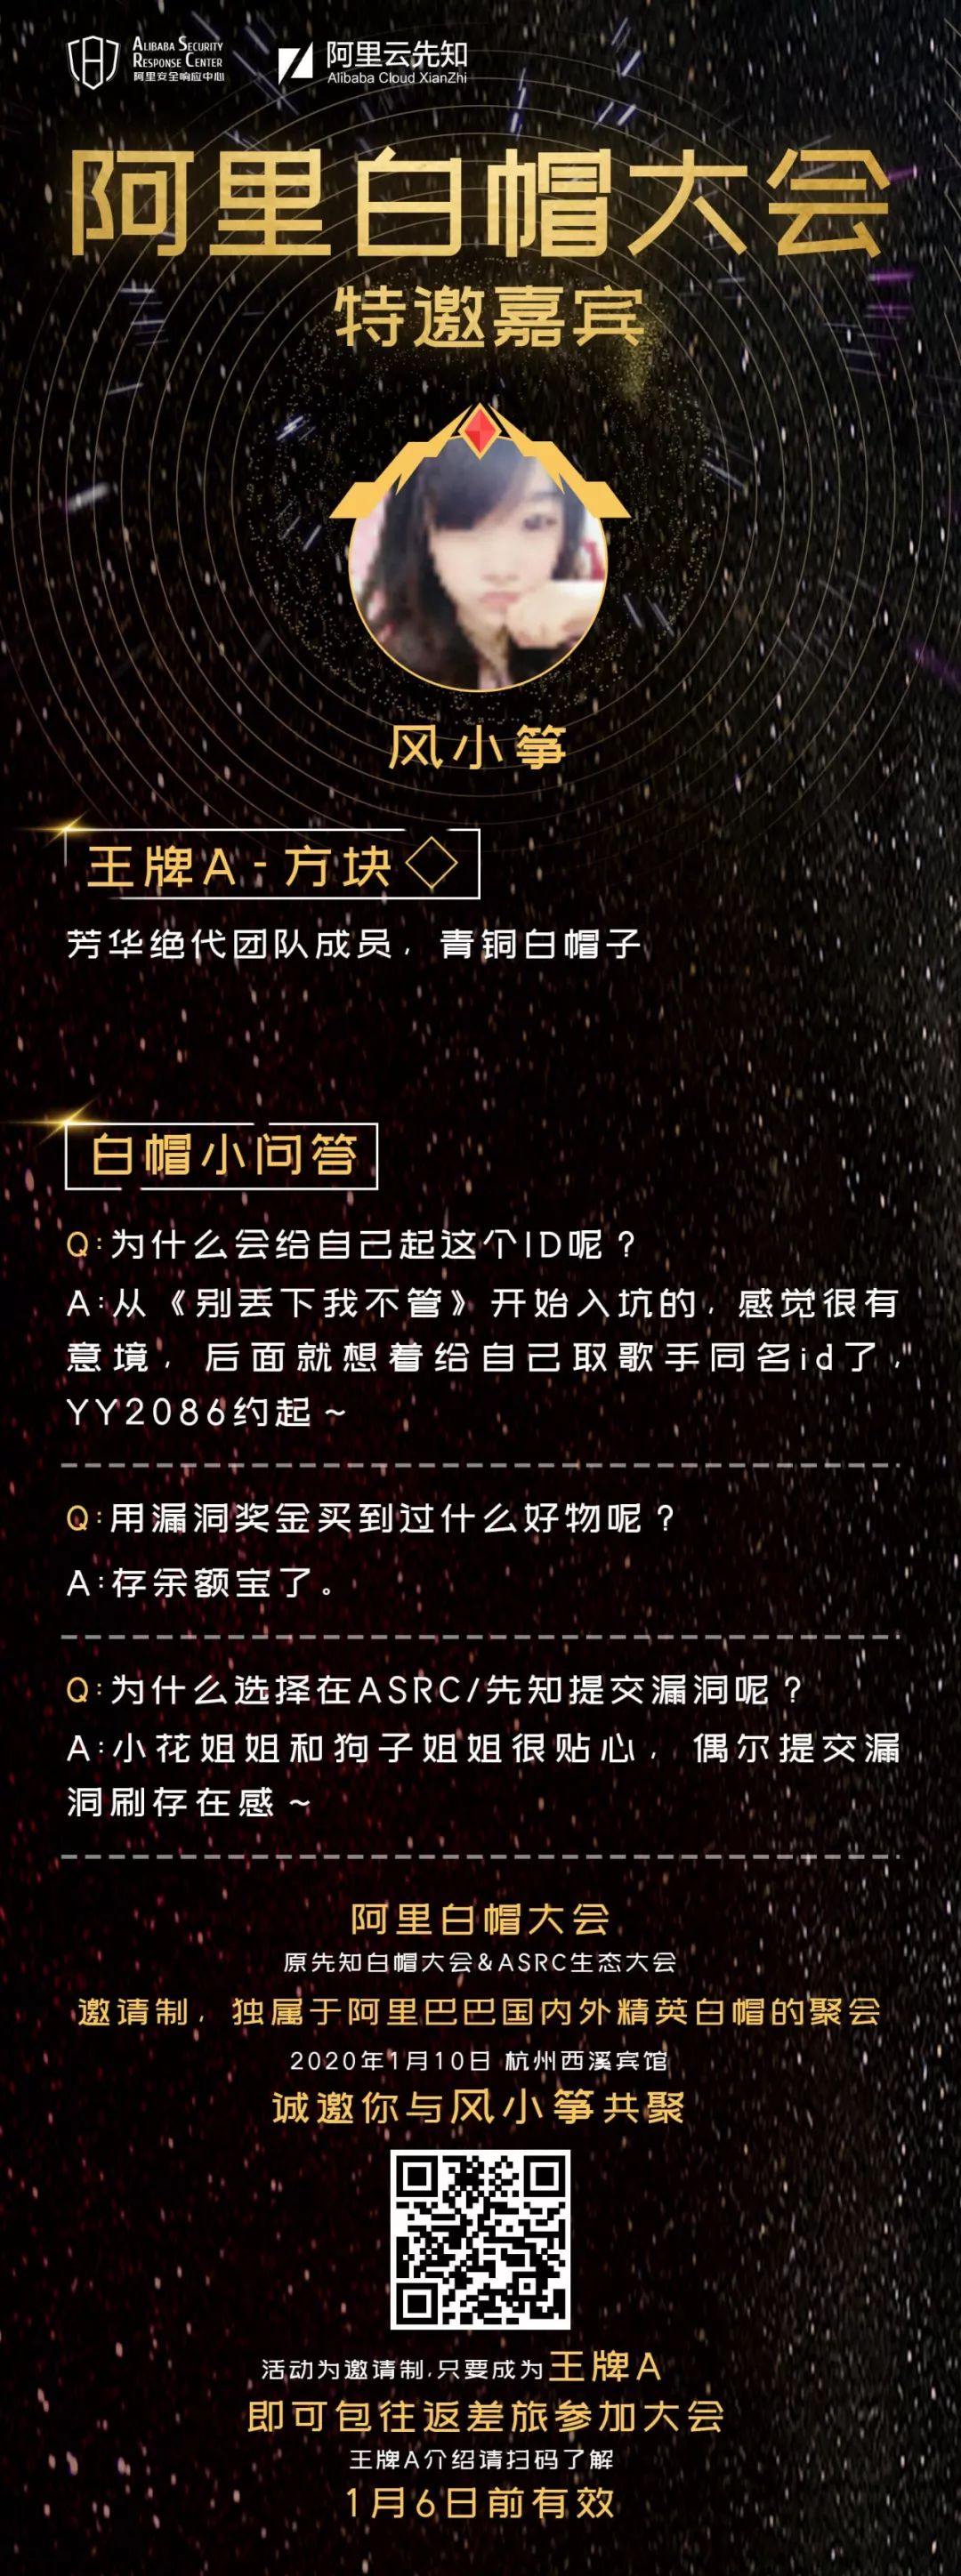 ALIBABA SECURITY
RESPONSE CENTER
阿里安全响应中心
阿里云先知
Alibaba Cloud XianZhi
阿里白帽大会
特邀嘉宾
风小筝
王牌A-方块
芳华绝代团队成员，青铜白帽子
白帽小问答
Q:为什么会给自己起这个ID呢？
A:从《别丢下我不管》开始入坑的，感觉很有
意境，后面就想着给自己取歌手同名id了，
YY2086约起~
Q:用漏洞奖金买到过什么好物呢？
A:存余额宝了。
Q:为什么选择在ASRC/先知提交漏洞呢？
A:小花姐姐和狗子姐姐很贴心，偶尔提交漏
洞刷存在感~
阿里白帽大会
原先知白帽大会&ASRC生态大会
邀请制，独属于阿里巴巴国内外精英白帽的聚会
2020年1月10日 杭州西溪宾馆
诚邀你与风小筝共聚
活动为邀请制,只要成为王牌A
即可包往返差旅参加大会
王牌A介绍请扫码了解
1月6日前有效